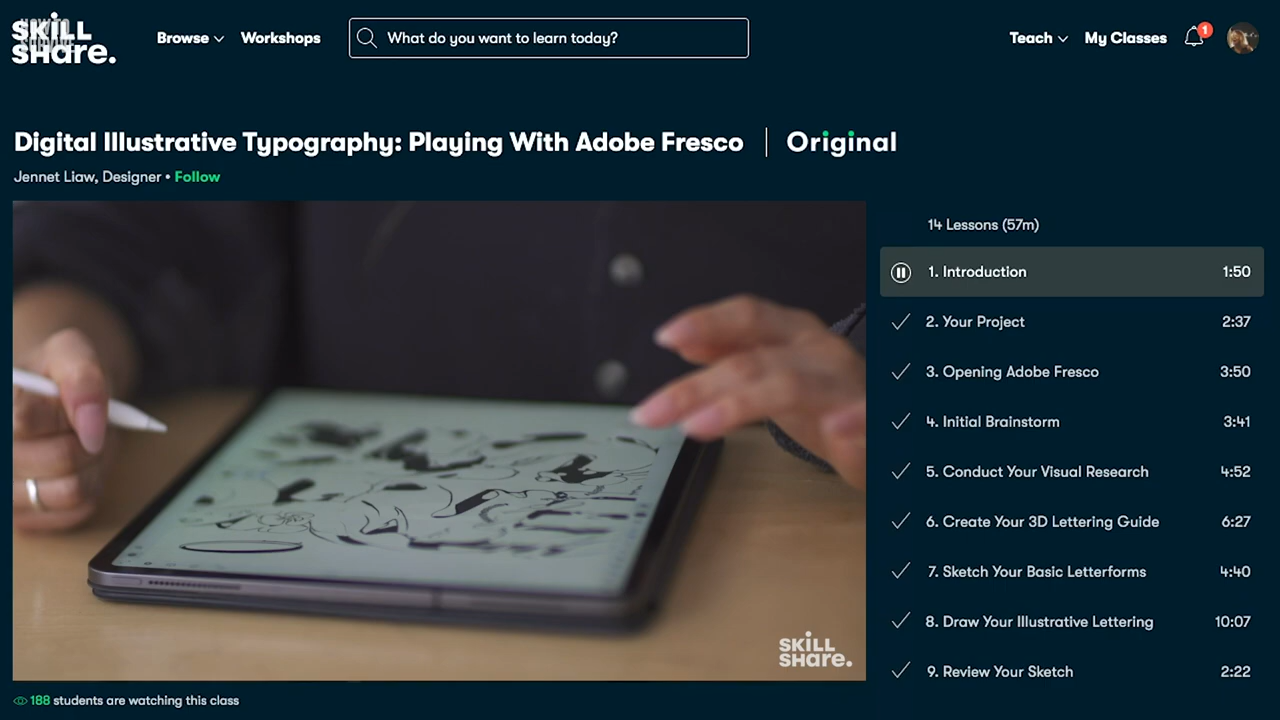 SKILL
SHARE.
Browse
Workshops
What do you want to learn today?
Teach
My Classes
1
Digital Illustrative Typography: Playing With Adobe Fresco | Original
Jennet Liaw, Designer • Follow
14 Lessons (57m)
1. Introduction 1:50
2. Your Project 2:37
3. Opening Adobe Fresco 3:50
4. Initial Brainstorm 3:41
5. Conduct Your Visual Research 4:52
6. Create Your 3D Lettering Guide 6:27
7. Sketch Your Basic Letterforms 4:40
8. Draw Your Illustrative Lettering 10:07
9. Review Your Sketch 2:22
SKILL
SHARE.
188 students are watching this class